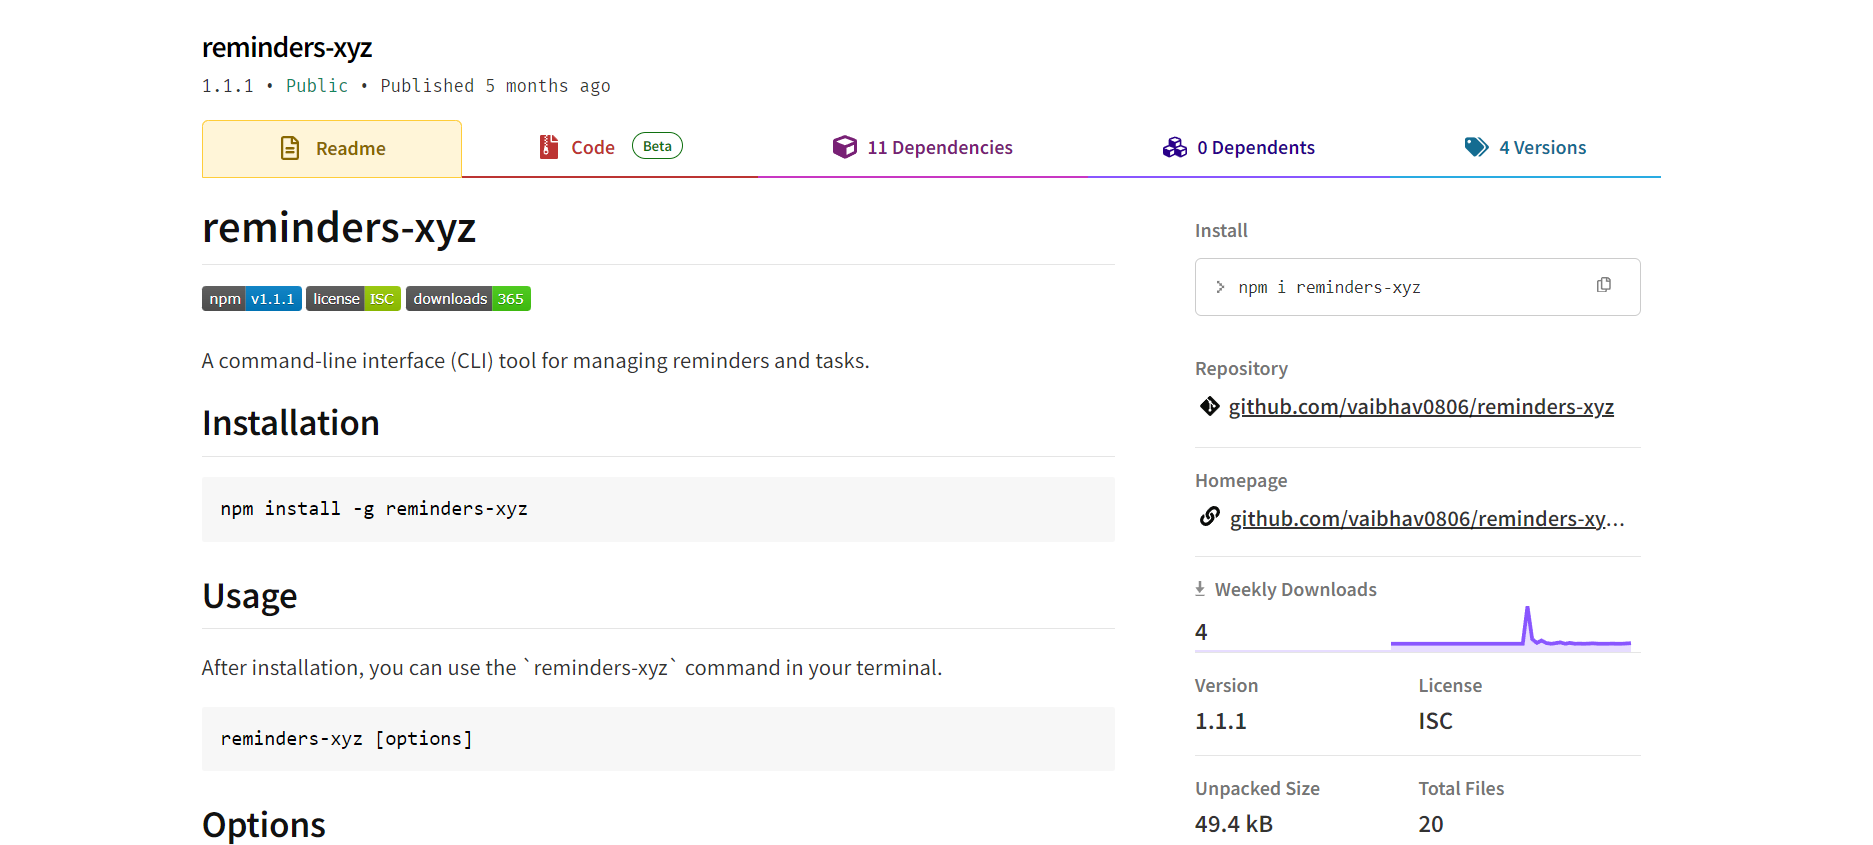 reminders-xyz
1.1.1 • Public • Published 5 months ago
Readme
Code Beta
11 Dependencies
0 Dependents
4 Versions
reminders-xyz
npm v1.1.1 license ISC downloads 365
A command-line interface (CLI) tool for managing reminders and tasks.
Installation
npm install -g reminders-xyz
Usage
After installation, you can use the `reminders-xyz` command in your terminal.
reminders-xyz [options]
Options
Install
> npm i reminders-xyz
Repository
github.com/vaibhav0806/reminders-xyz
Homepage
github.com/vaibhav0806/reminders-xy...
Weekly Downloads
4
Version
1.1.1
License
ISC
Unpacked Size
49.4 kB
Total Files
20